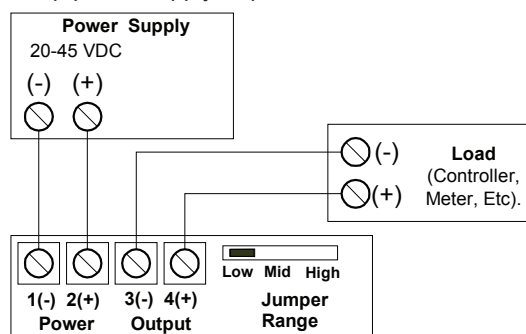 Power Supply
20-45 VDC
(-) (+)
(-)
Load
(Controller,
(+)
Meter, Etc).
Low Mid High
1(-) 2(+) 3(-) 4(+)
Jumper
Power Output
Range